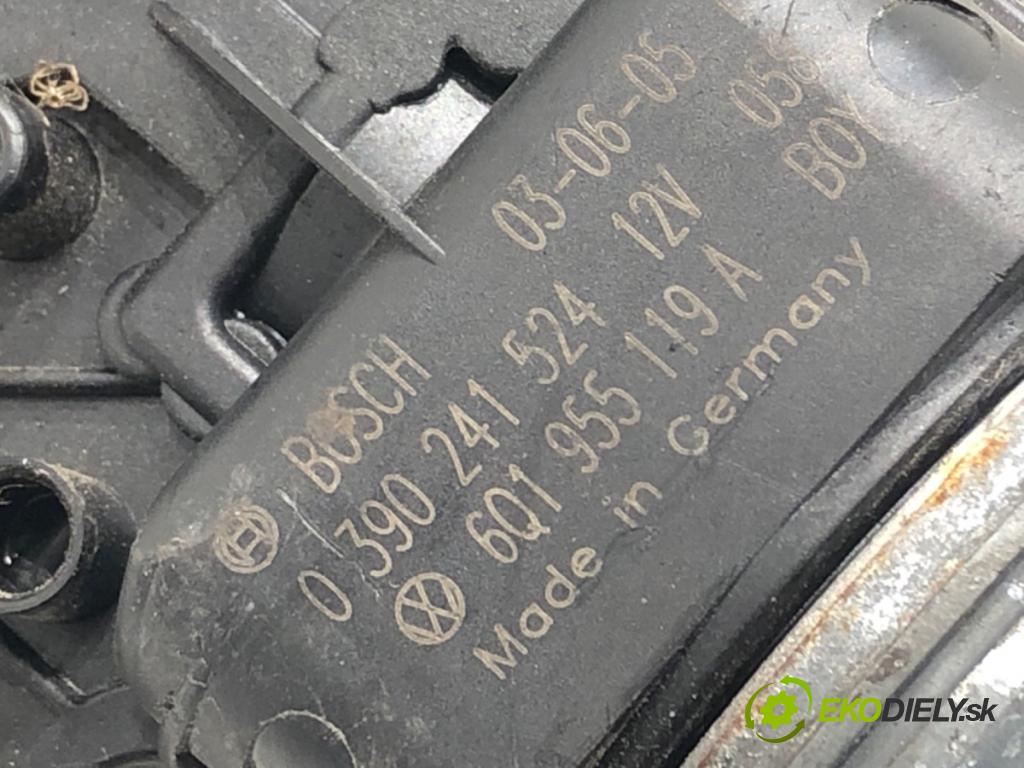 BOSCH 03-06-05
0 390 241 524 12V
6Q1 955 119 A BOY
Made in Germany
EKODIELY.sk